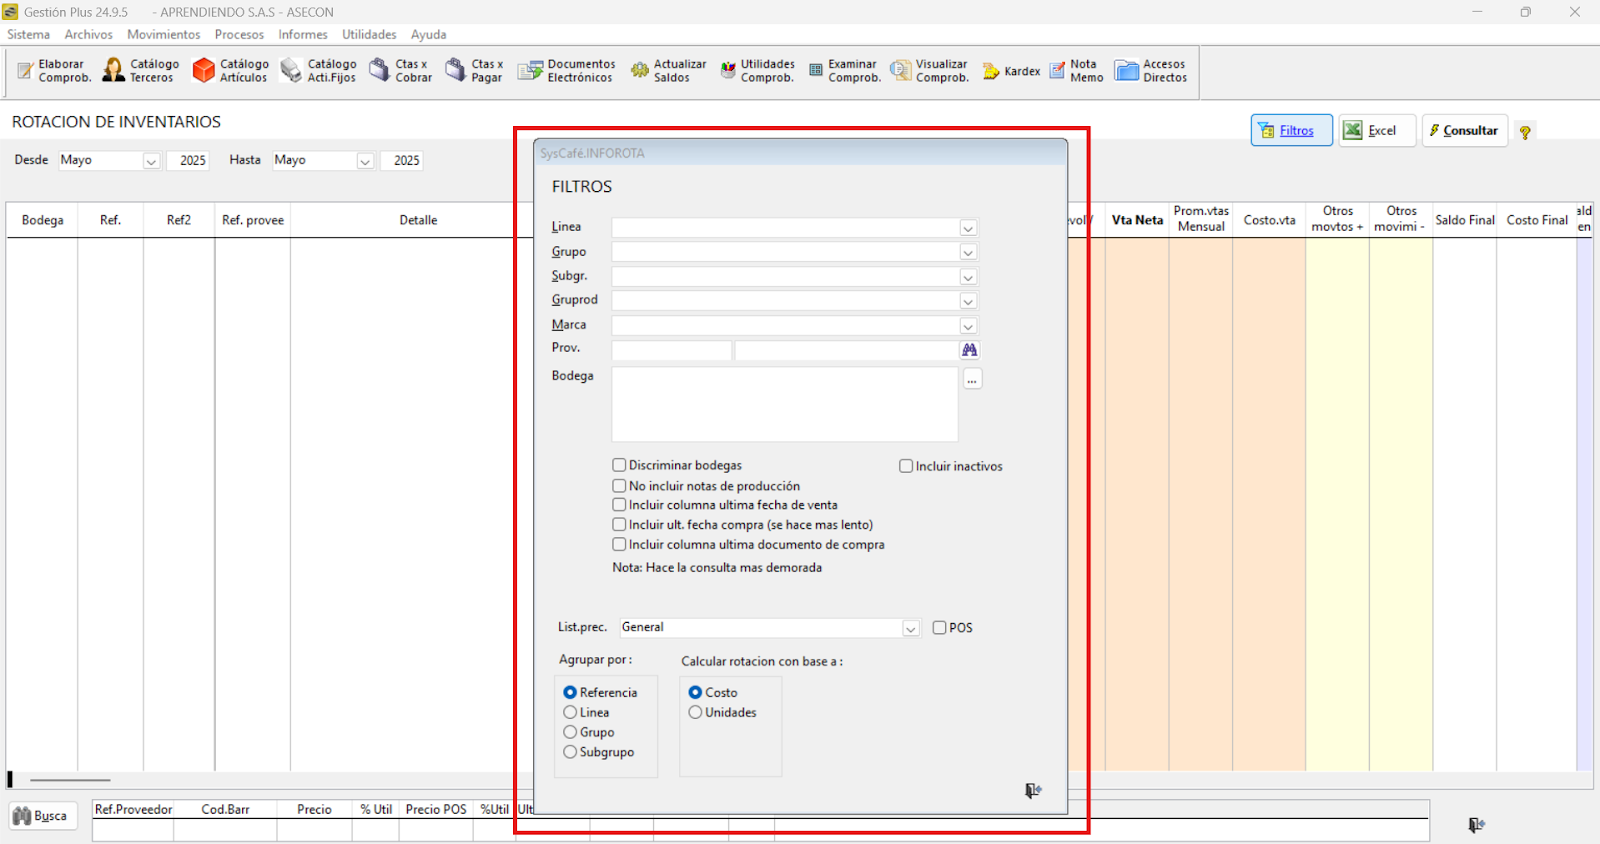 Gestión Plus 24.9.5 - APRENDIENDO S.A.S - ASECON
Sistema Archivos Movimientos Procesos Informes Utilidades Ayuda
Elaborar Comprob.
Catálogo Terceros
Catálogo Artículos
Catálogo Acti.Fijos
Ctas x Cobrar
Ctas x Pagar
Documentos Electrónicos
Actualizar Saldos
Utilidades Comprob.
Examinar Comprob.
Visualizar Comprob.
Kardex
Nota Memo
Accesos Directos
ROTACION DE INVENTARIOS
Filtros Excel Consultar ?
Desde Mayo 2025 Hasta Mayo 2025
Bodega Ref. Ref2 Ref. provee Detalle
Vta Neta
Prom.vtas Mensual
Costo.vta
Otros movtos +
Otros movimi -
Saldo Final
Costo Final
SysCafé.INFOROTA
FILTROS
Linea
Grupo
Subgr.
Gruprod
Marca
Prov.
Bodega
...
Discriminar bodegas
Incluir inactivos
No incluir notas de producción
Incluir columna ultima fecha de venta
Incluir ult. fecha compra (se hace mas lento)
Incluir columna ultima documento de compra
Nota: Hace la consulta mas demorada
List.prec. General POS
Agrupar por :
Referencia
Linea
Grupo
Subgrupo
Calcular rotacion con base a :
Costo
Unidades
Busca
Ref.Proveedor Cod.Barr Precio % Util Precio POS %Util Ult